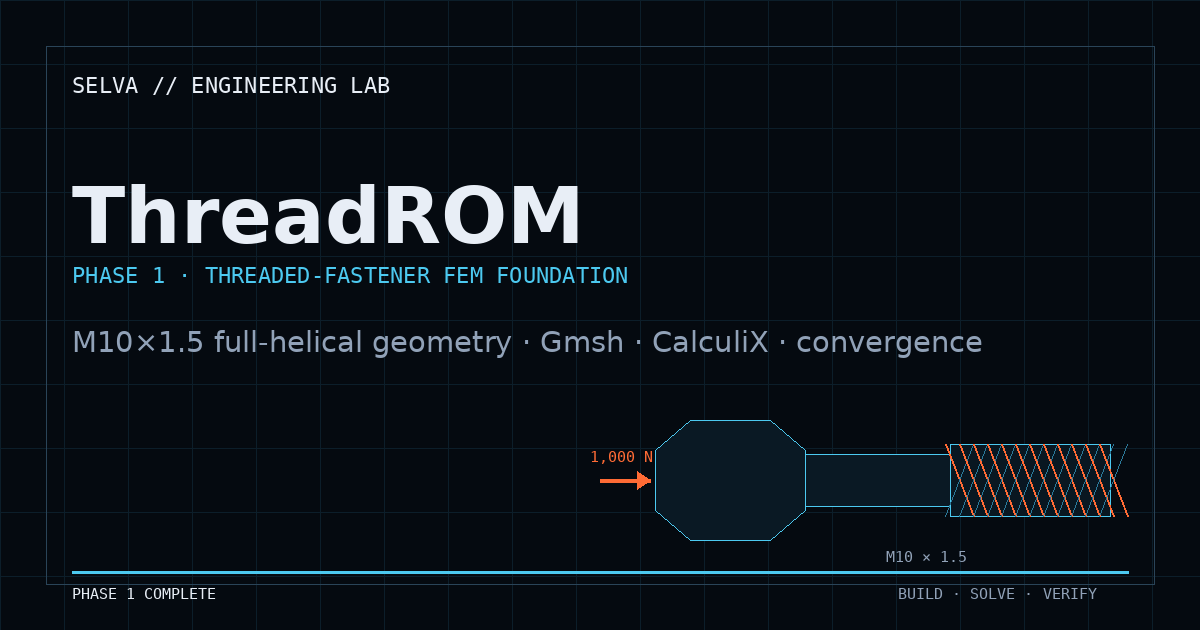 SELVA // ENGINEERING LAB
ThreadROM
PHASE 1 · THREADED-FASTENER FEM FOUNDATION
M10×1.5 full-helical geometry · Gmsh · CalculiX · convergence
1,000 N
M10 × 1.5
PHASE 1 COMPLETE
BUILD · SOLVE · VERIFY